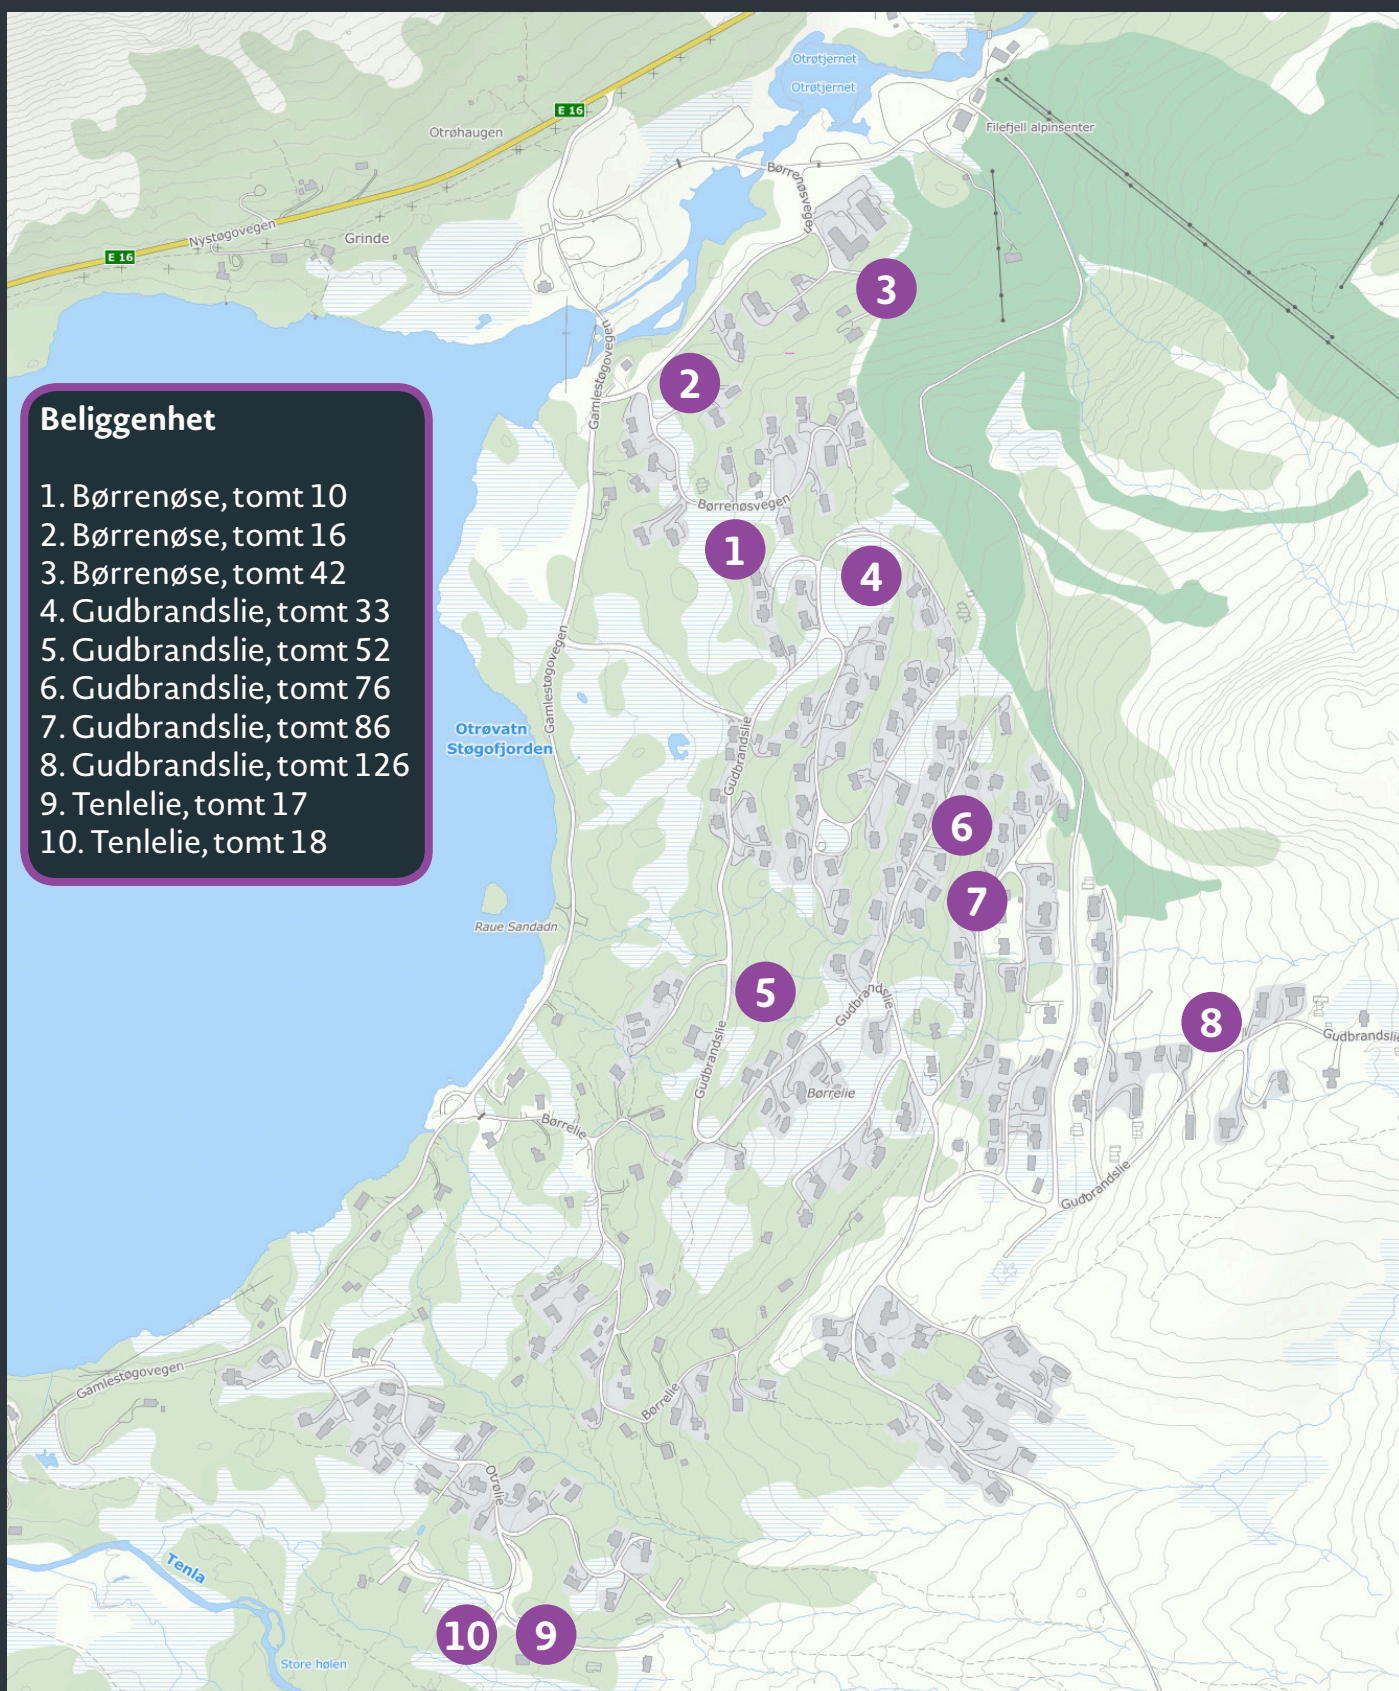 Otrøtjernet
Otrøtjernet
E 16
Otrøhaugen
Filefjell alpinsenter
Børrenøsvegen
Nystøgovegen
Grinde
E 16
3
Gamlestøgovegen
2
Beliggenhet
1. Børrenøse, tomt 10
2. Børrenøse, tomt 16
3. Børrenøse, tomt 42
4. Gudbrandslie, tomt 33
5. Gudbrandslie, tomt 52
6. Gudbrandslie, tomt 76
7. Gudbrandslie, tomt 86
8. Gudbrandslie, tomt 126
9. Tenlelie, tomt 17
10. Tenlelie, tomt 18
Børrenøsvegen
1
4
Gamlestøgovegen
Otrøvatn
Støgofjorden
Gudbrandslie
6
7
Raue Sandadn
5
Gudbrandslie
8
Gudbrandslie
Gudbrandslie
Børrelie
Børrelie
Gudbrandslie
Gamlestøgovegen
Børrelie
Otrølie
Tenla
10
9
Store hølen